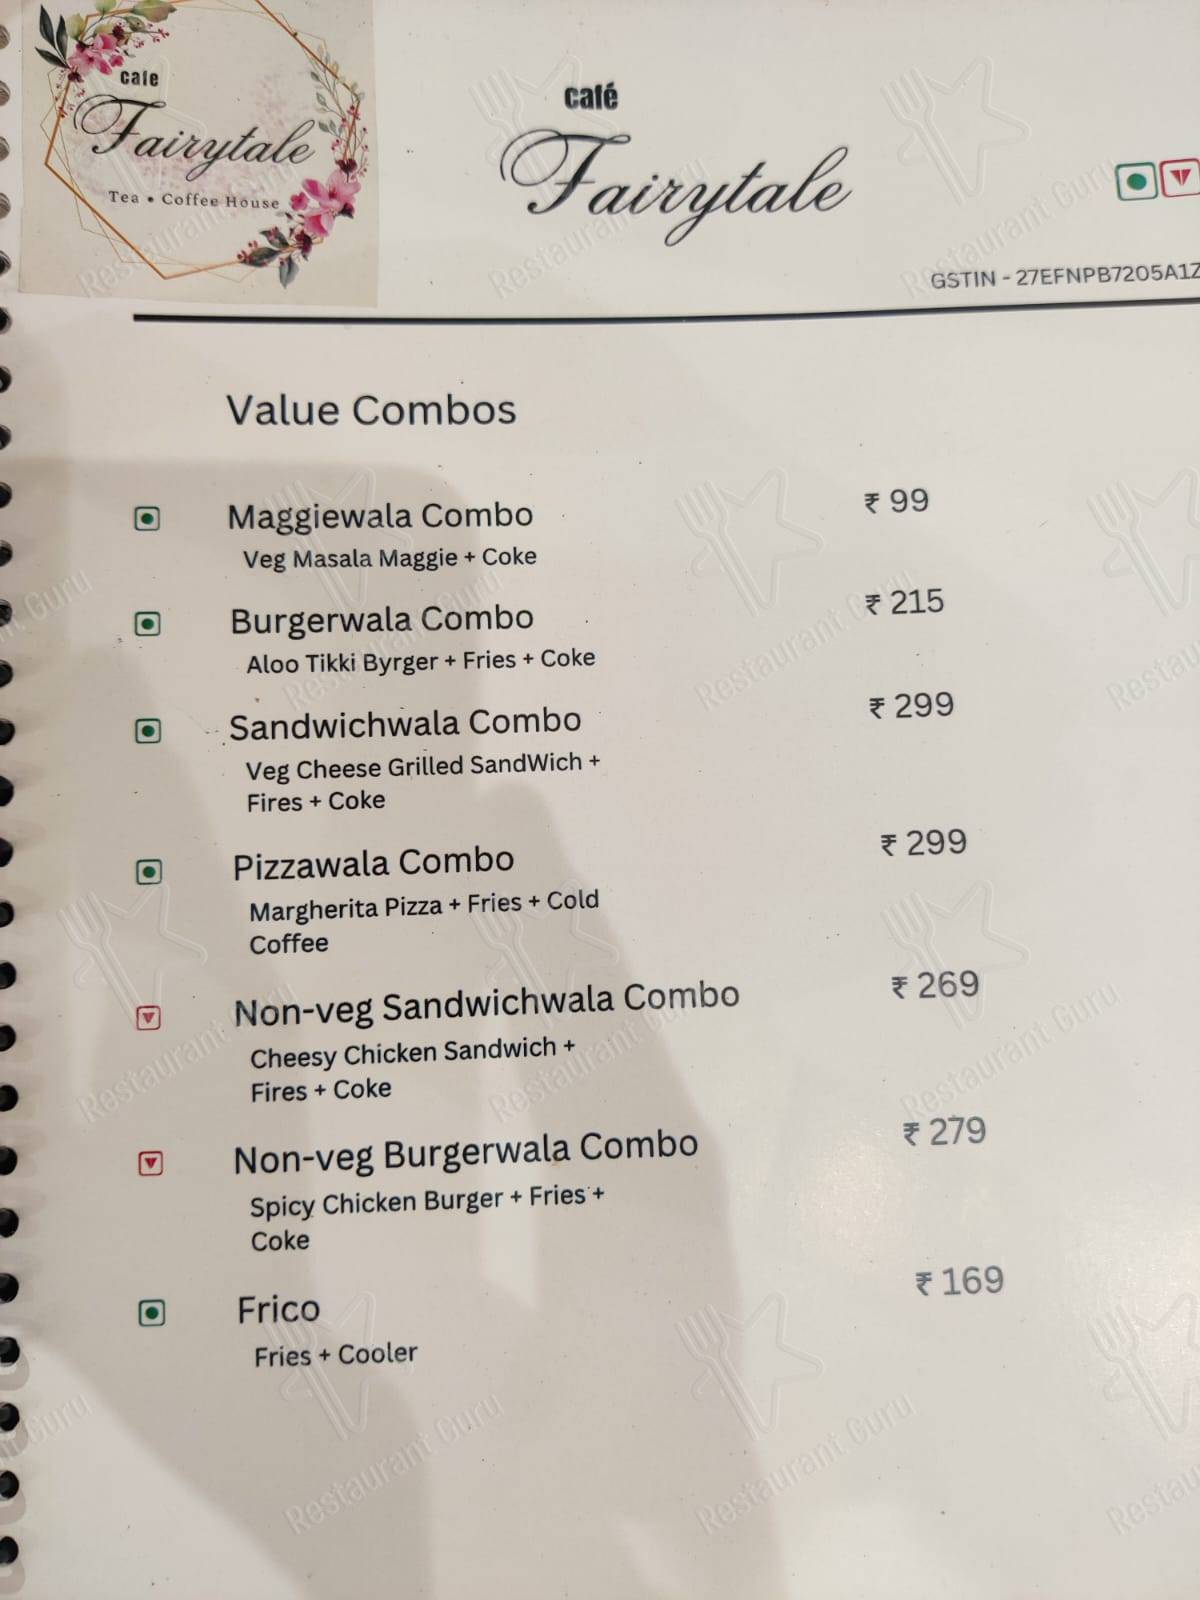 cafe
Fairytale
Tea • Coffee House
café
Fairytale
GSTIN - 27EFNPB7205A1Z
Value Combos
Maggiewala Combo ₹ 99
Veg Masala Maggie + Coke
Burgerwala Combo ₹ 215
Aloo Tikki Byrger + Fries + Coke
Sandwichwala Combo ₹ 299
Veg Cheese Grilled SandWich +
Fires + Coke
Pizzawala Combo ₹ 299
Margherita Pizza + Fries + Cold
Coffee
Non-veg Sandwichwala Combo ₹ 269
Cheesy Chicken Sandwich +
Fires + Coke
Non-veg Burgerwala Combo ₹ 279
Spicy Chicken Burger + Fries +
Coke
Frico ₹ 169
Fries + Cooler
Restaurant Guru